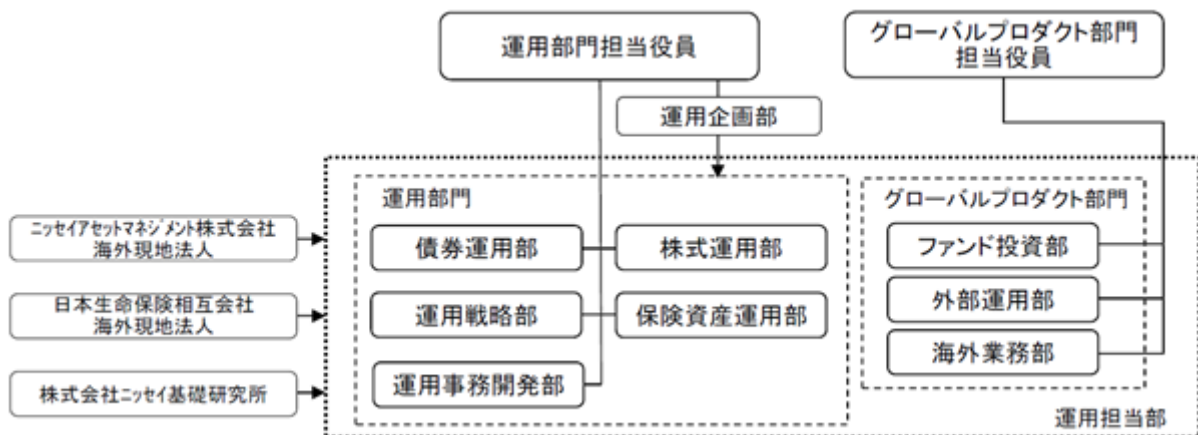 運用部門担当役員
グローバルプロダクト部門
担当役員
運用企画部
運用部門
グローバルプロダクト部門
ニッセイアセットマネジメント株式会社
海外現地法人
債券運用部
株式運用部
ファンド投資部
日本生命保険相互会社
海外現地法人
運用戦略部
保険資産運用部
外部運用部
海外業務部
株式会社ニッセイ基礎研究所
運用事務開発部
運用担当部